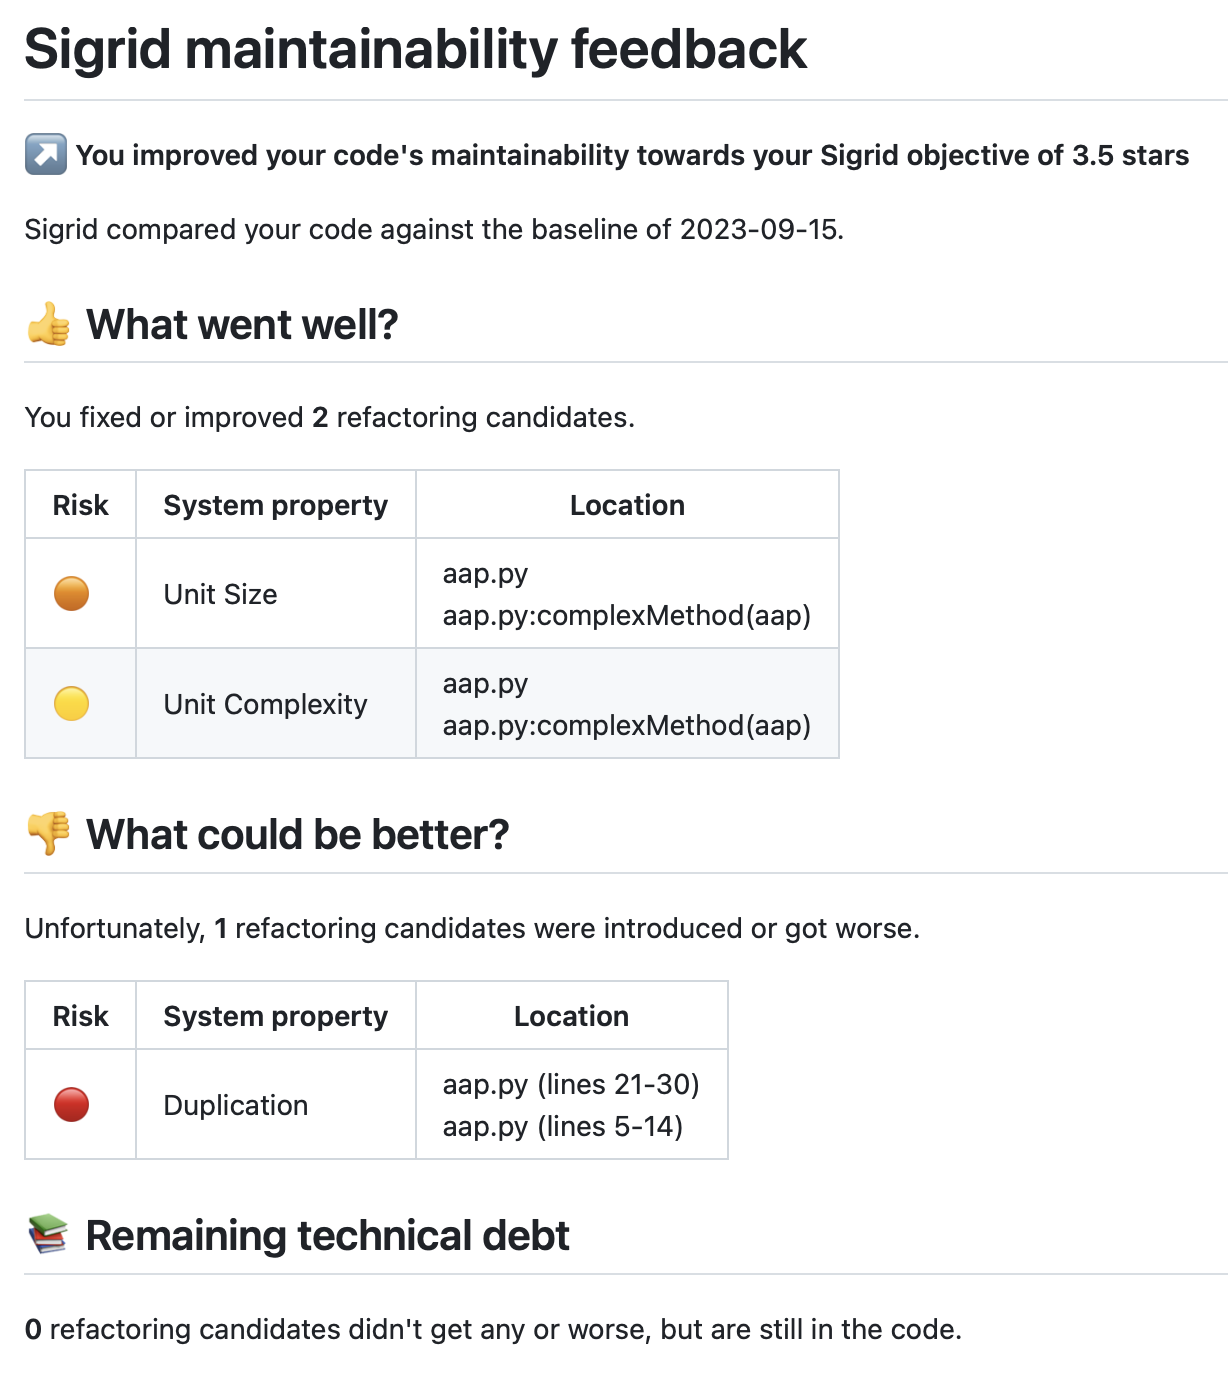 Sigrid maintainability feedback
You improved your code's maintainability towards your Sigrid objective of 3.5 stars
Sigrid compared your code against the baseline of 2023-09-15.
What went well?
You fixed or improved 2 refactoring candidates.
Risk System property Location
Unit Size
aap.py
aap.py:complexMethod(aap)
Unit Complexity
aap.py
aap.py:complexMethod(aap)
What could be better?
Unfortunately, 1 refactoring candidates were introduced or got worse.
Risk System property Location
Duplication
aap.py (lines 21-30)
aap.py (lines 5-14)
Remaining technical debt
0 refactoring candidates didn't get any or worse, but are still in the code.